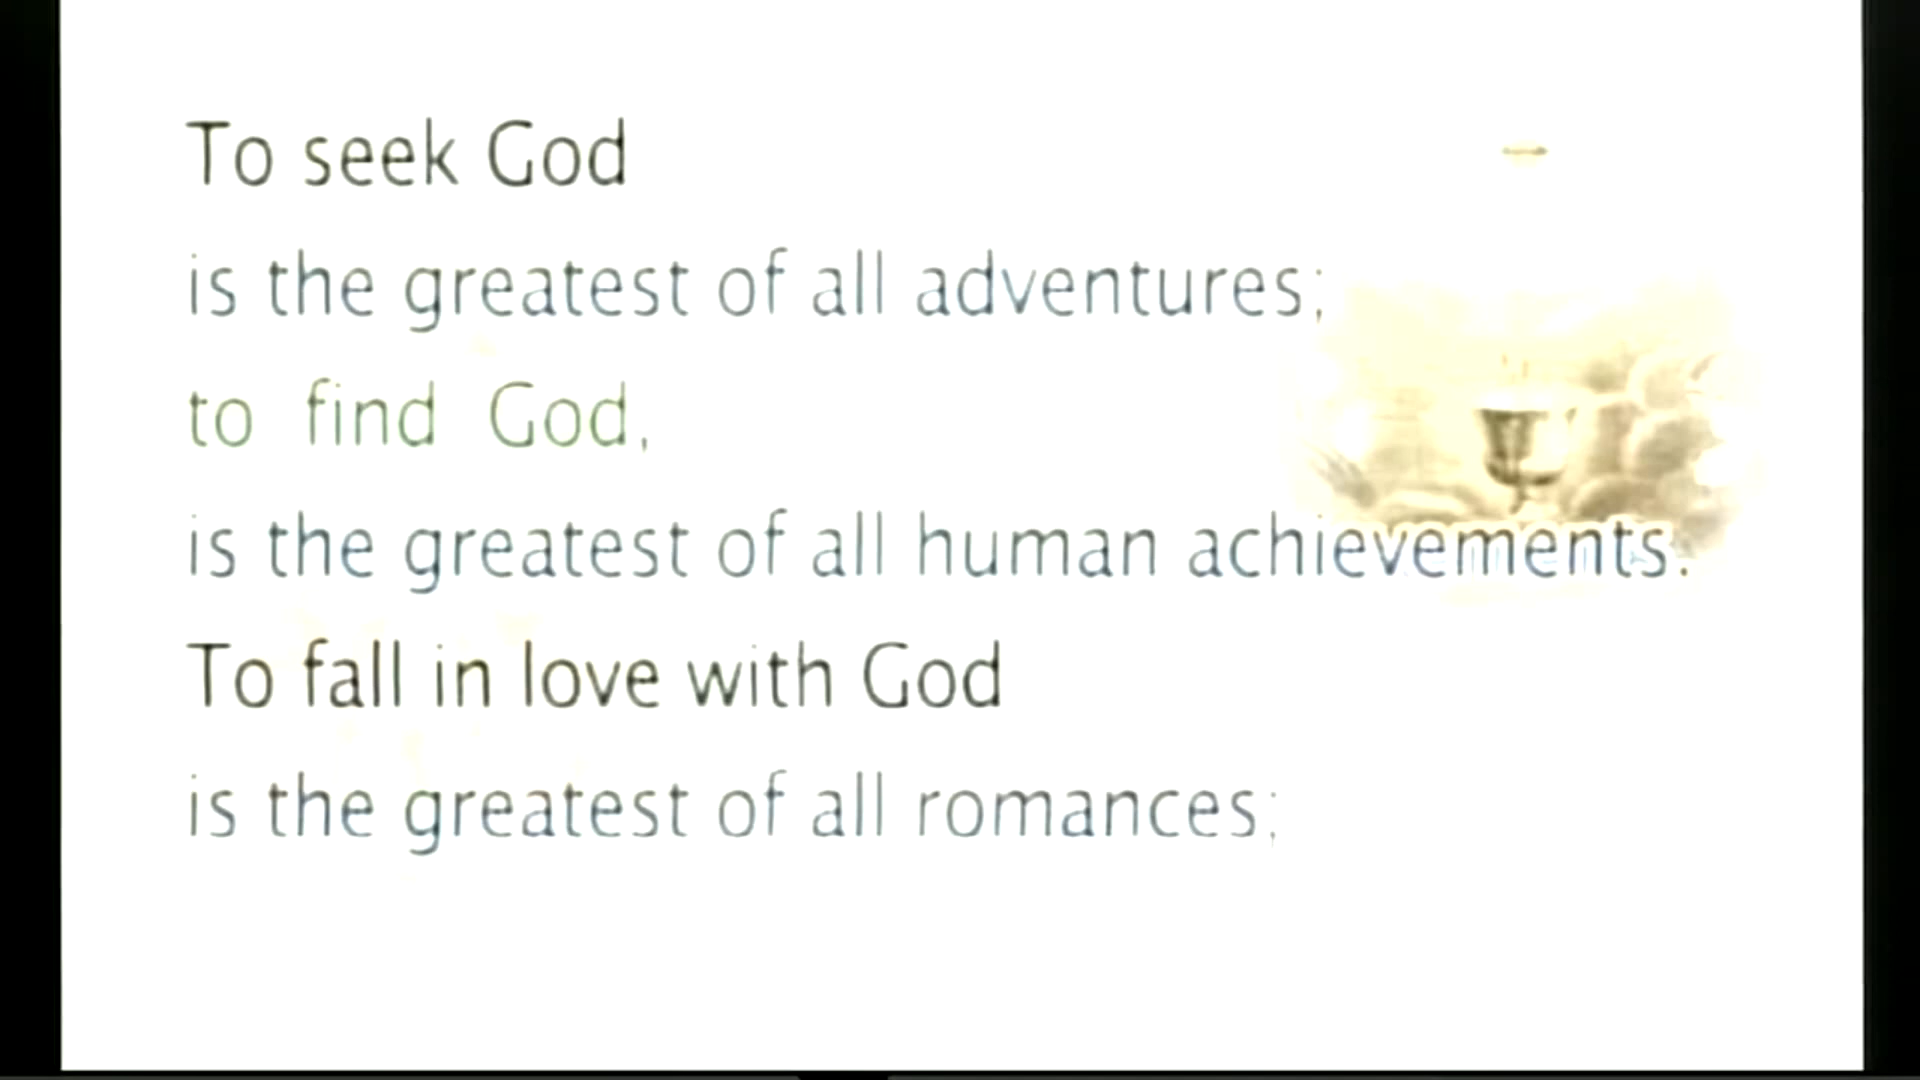 To seek God
is the greatest of all adventures;
to find God,
is the greatest of all human achievements.
To fall in love with God
is the greatest of all romances;